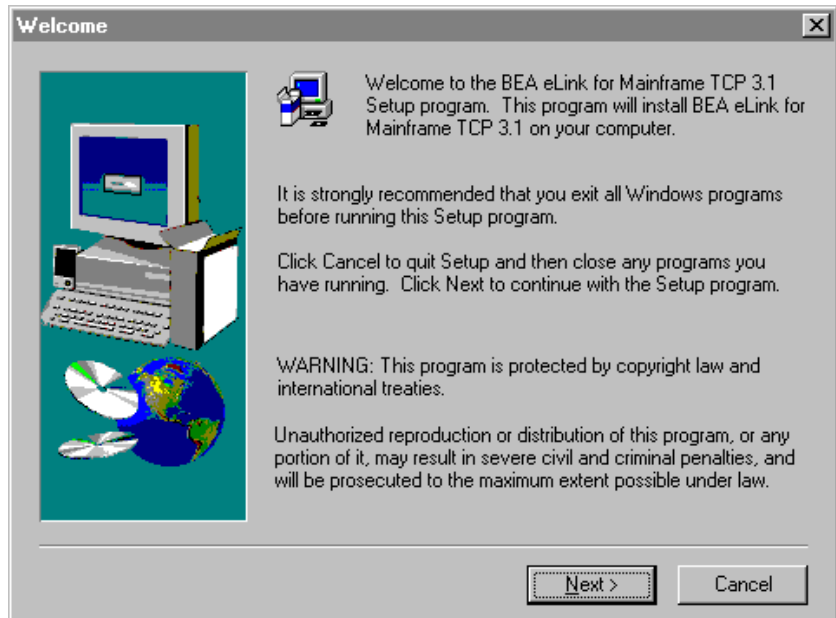 Welcome
Welcome to the BEA eLink for Mainframe TCP 3.1
Setup program. This program will install BEA eLink for
Mainframe TCP 3.1 on your computer.
It is strongly recommended that you exit all Windows programs
before running this Setup program.
Click Cancel to quit Setup and then close any programs you
have running. Click Next to continue with the Setup program.
WARNING: This program is protected by copyright law and
international treaties.
Unauthorized reproduction or distribution of this program, or any
portion of it, may result in severe civil and criminal penalties, and
will be prosecuted to the maximum extent possible under law.
Next > Cancel